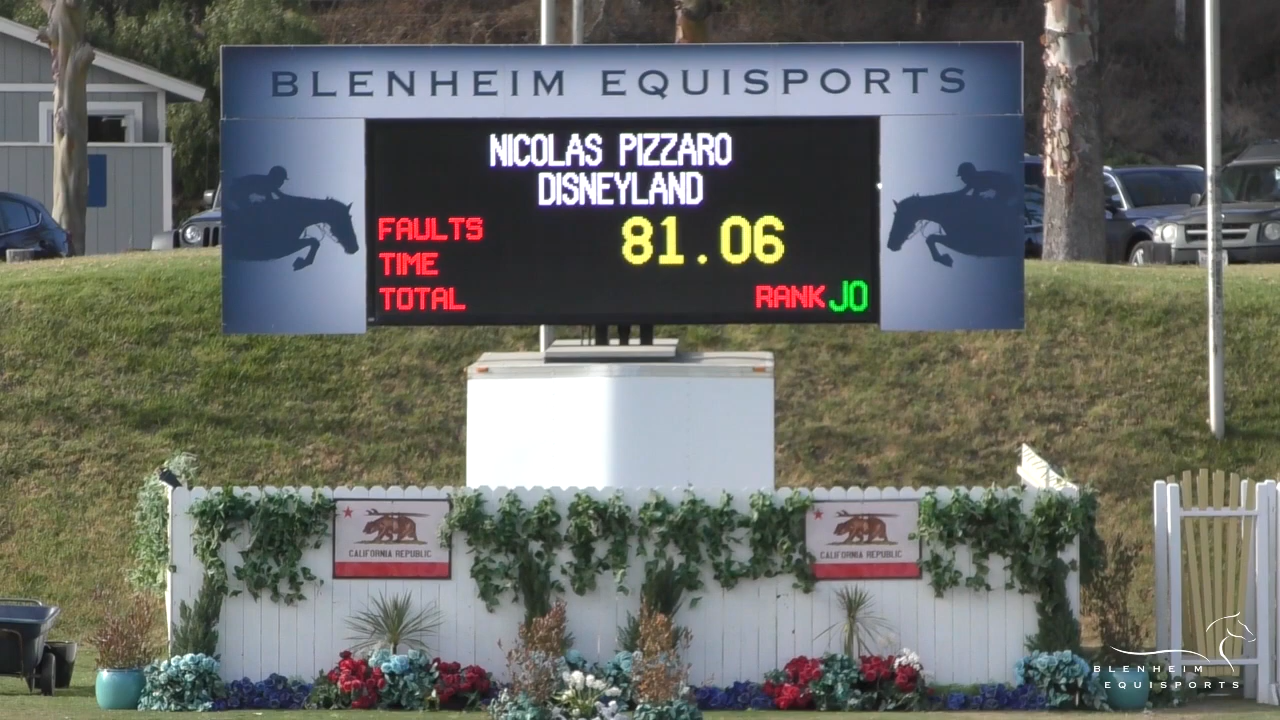 BLENHEIM EQUISPORTS
NICOLAS PIZZARO
DISNEYLAND
FAULTS 81.06
TIME
TOTAL RANK JO
CALIFORNIA REPUBLIC CALIFORNIA REPUBLIC
BLENHEIM
EQUISPORTS